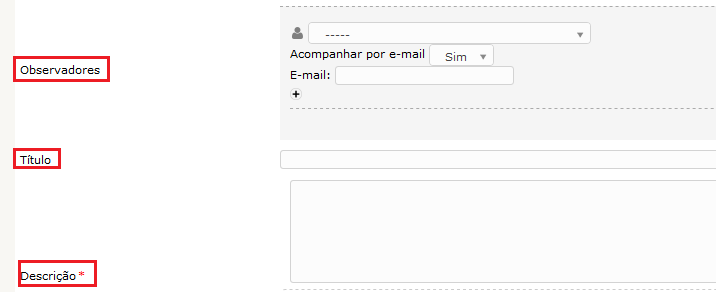 -----
Acompanhar por e-mail Sim
Observadores
E-mail:
Título
Descrição *